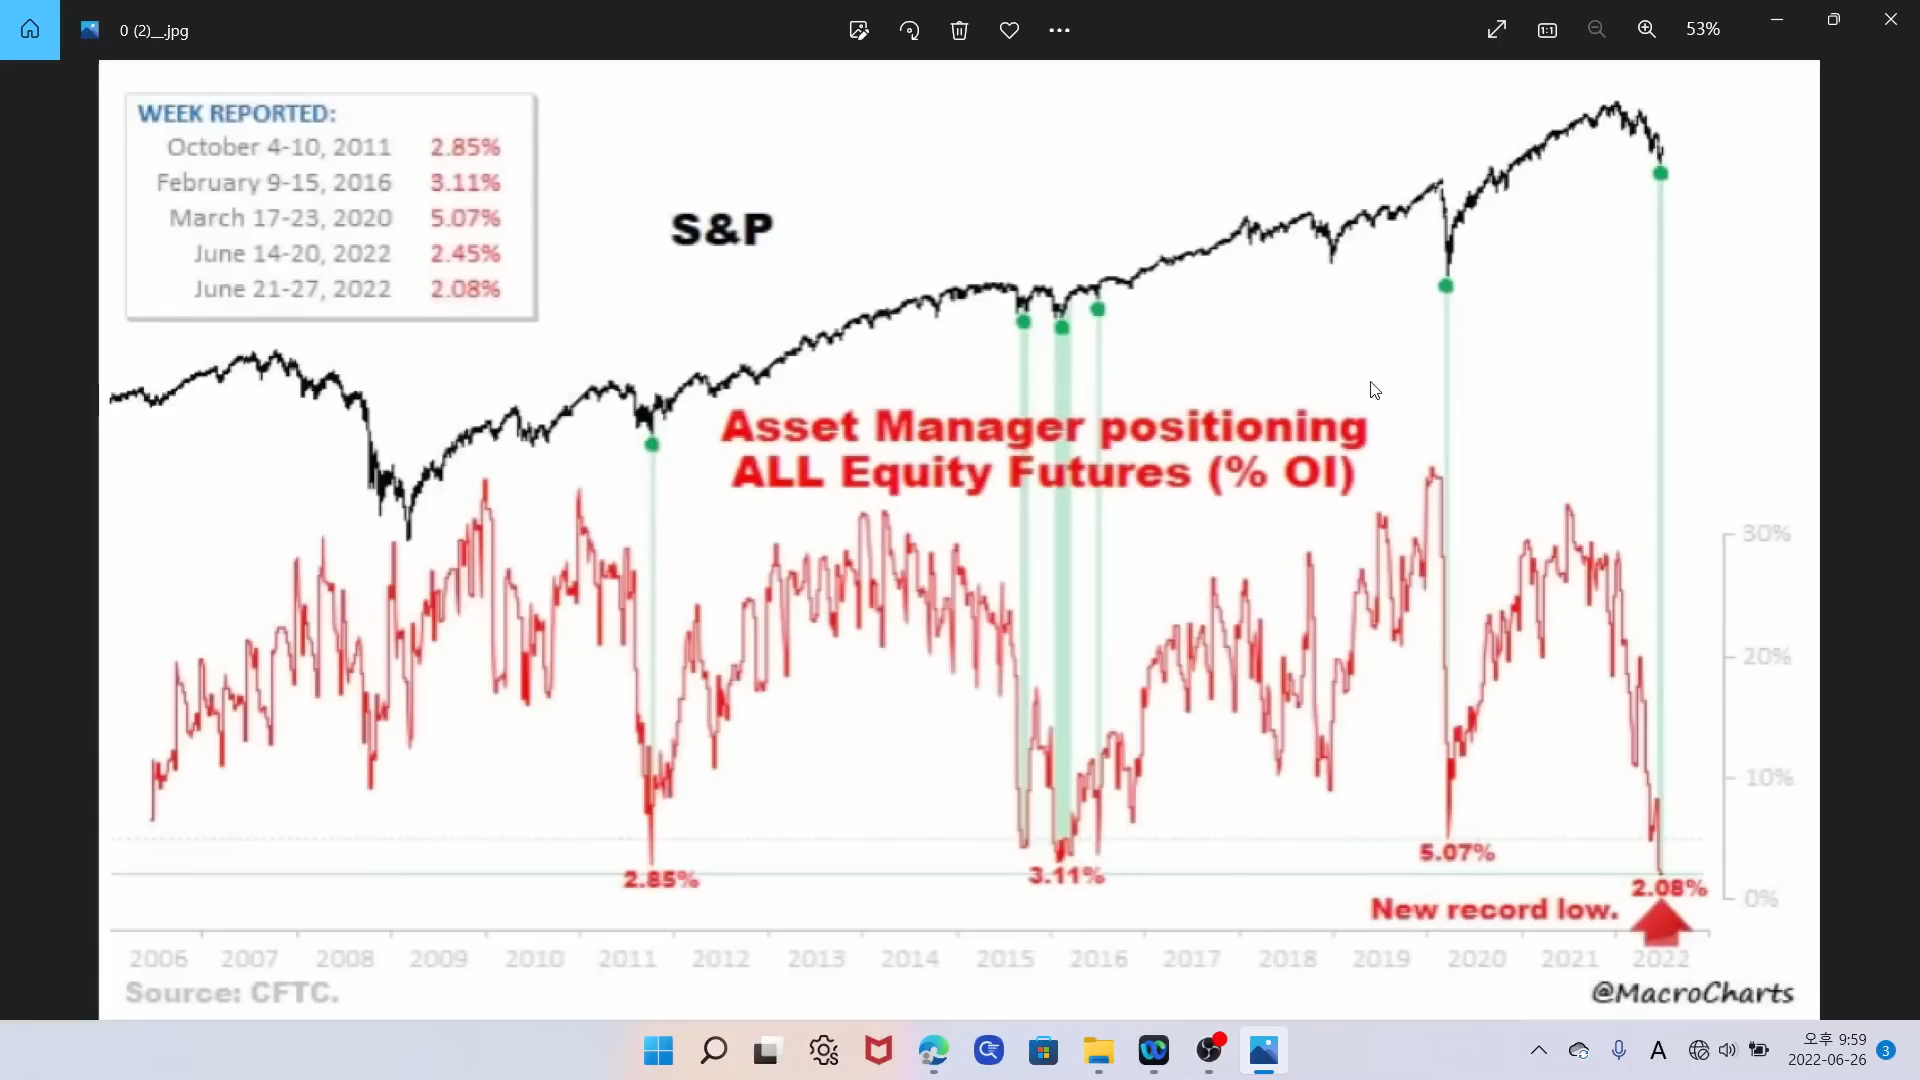 0 (2)__.jpg
53%
WEEK REPORTED:
October 4-10, 2011 2.85%
February 9-15, 2016 3.11%
March 17-23, 2020 5.07%
June 14-20, 2022 2.45%
June 21-27, 2022 2.08%
S&P
Asset Manager positioning
ALL Equity Futures (% OI)
30%
20%
10%
0%
2.85%
3.11%
5.07%
2.08%
New record low.
2006 2007 2008 2009 2010 2011 2012 2013 2014 2015 2016 2017 2018 2019 2020 2021 2022
Source: CFTC.
@MacroCharts
A
오후 9:59
2022-06-26
3